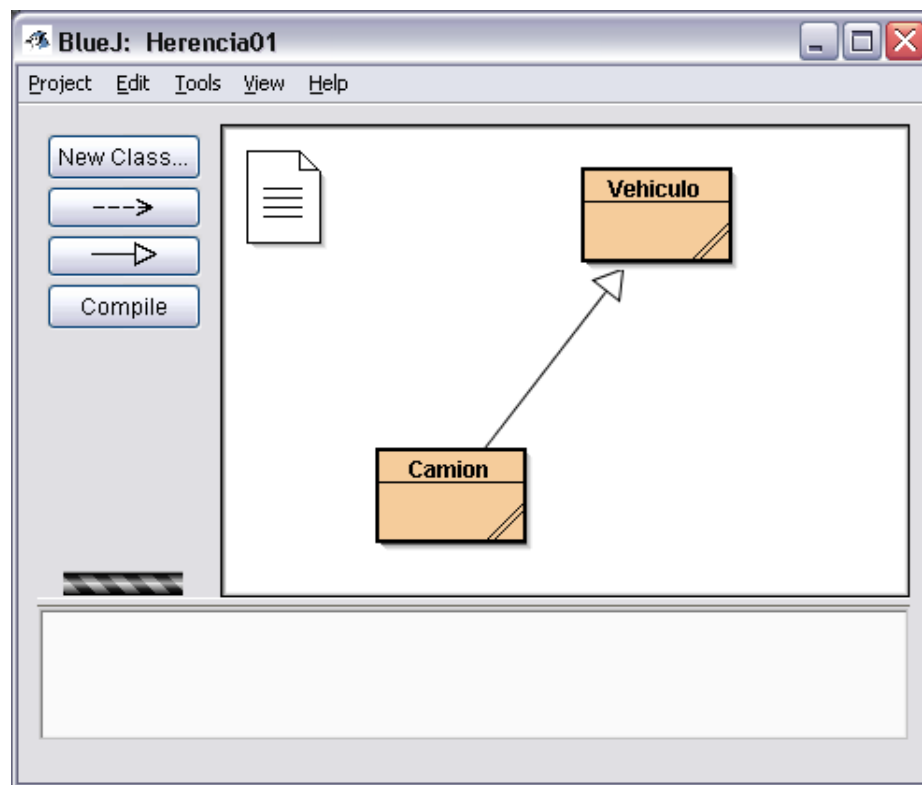 BlueJ: Herencia01
Project Edit Tools View Help
New Class...
Compile
Vehiculo
Camion